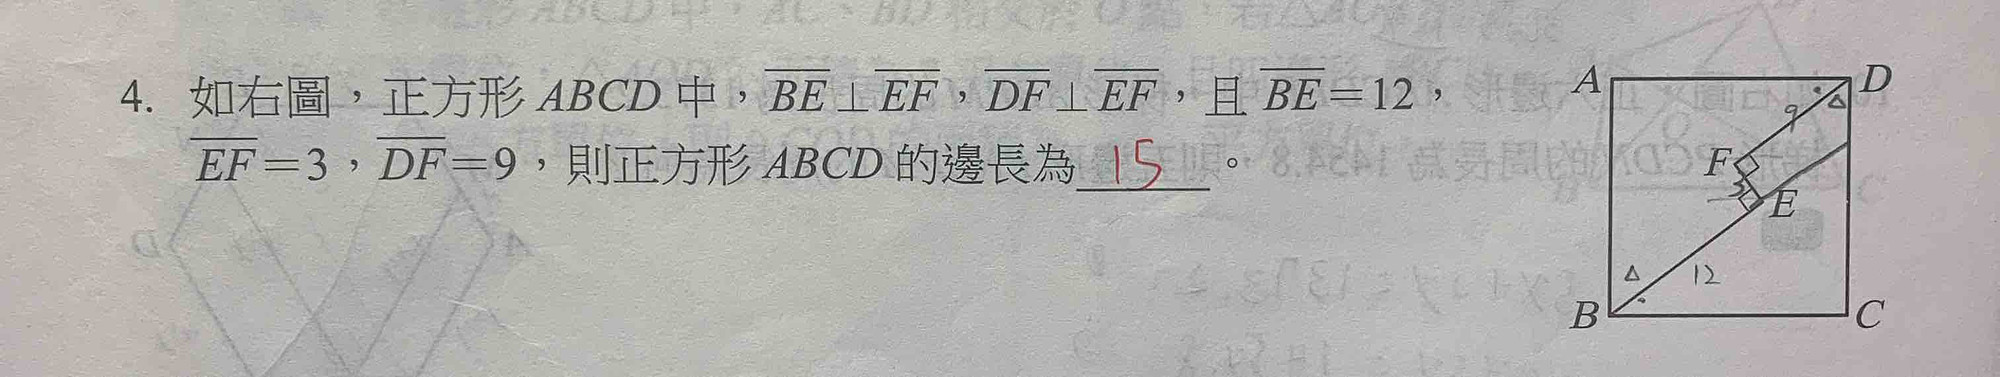 4. 如右圖，正方形 ABCD 中，BE⊥EF，DF⊥EF，且 BE=12，
EF=3，DF=9，則正方形 ABCD 的邊長為 15 。
A
D
9
F
3
E
12
B
C